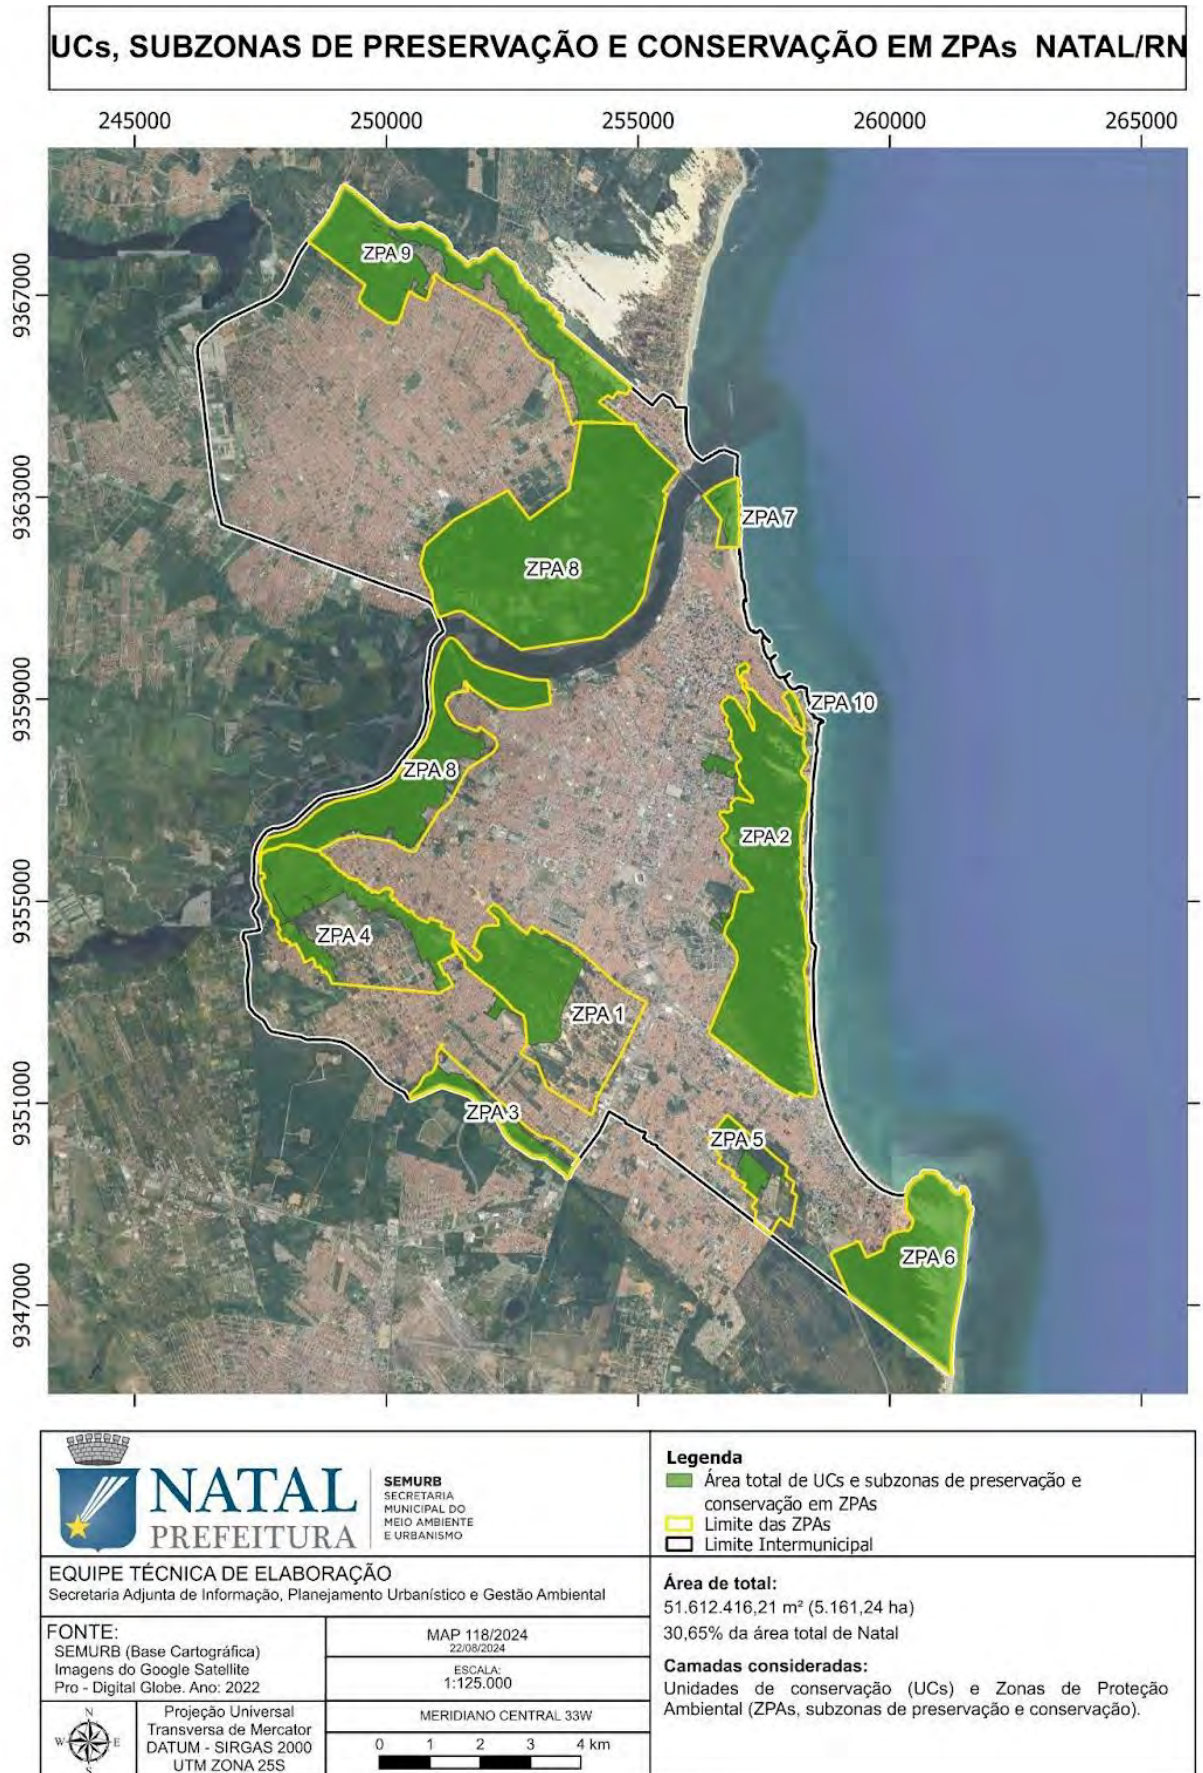 UCs, SUBZONAS DE PRESERVAÇÃO E CONSERVAÇÃO EM ZPAs NATAL/RN
245000 250000 255000 260000 265000
9367000
9363000
9359000
9355000
9351000
9347000
ZPA 9
ZPA 7
ZPA 8
ZPA 10
ZPA 8
ZPA 2
ZPA 4
ZPA 1
ZPA 3
ZPA 5
ZPA 6
NATAL
PREFEITURA
SEMURB
SECRETARIA
MUNICIPAL DO
MEIO AMBIENTE
E URBANISMO
Legenda
Área total de UCs e subzonas de preservação e
conservação em ZPAs
Limite das ZPAs
Limite Intermunicipal
EQUIPE TÉCNICA DE ELABORAÇÃO
Secretaria Adjunta de Informação, Planejamento Urbanístico e Gestão Ambiental
Área de total:
51.612.416,21 m² (5.161,24 ha)
30,65% da área total de Natal
Camadas consideradas:
Unidades de conservação (UCs) e Zonas de Proteção
Ambiental (ZPAs, subzonas de preservação e conservação).
FONTE:
SEMURB (Base Cartográfica)
Imagens do Google Satellite
Pro - Digital Globe. Ano: 2022
MAP 118/2024
22/08/2024
ESCALA:
1:125.000
N
W E
S
Projeção Universal
Transversa de Mercator
DATUM - SIRGAS 2000
UTM ZONA 25S
MERIDIANO CENTRAL 33W
0 1 2 3 4 km